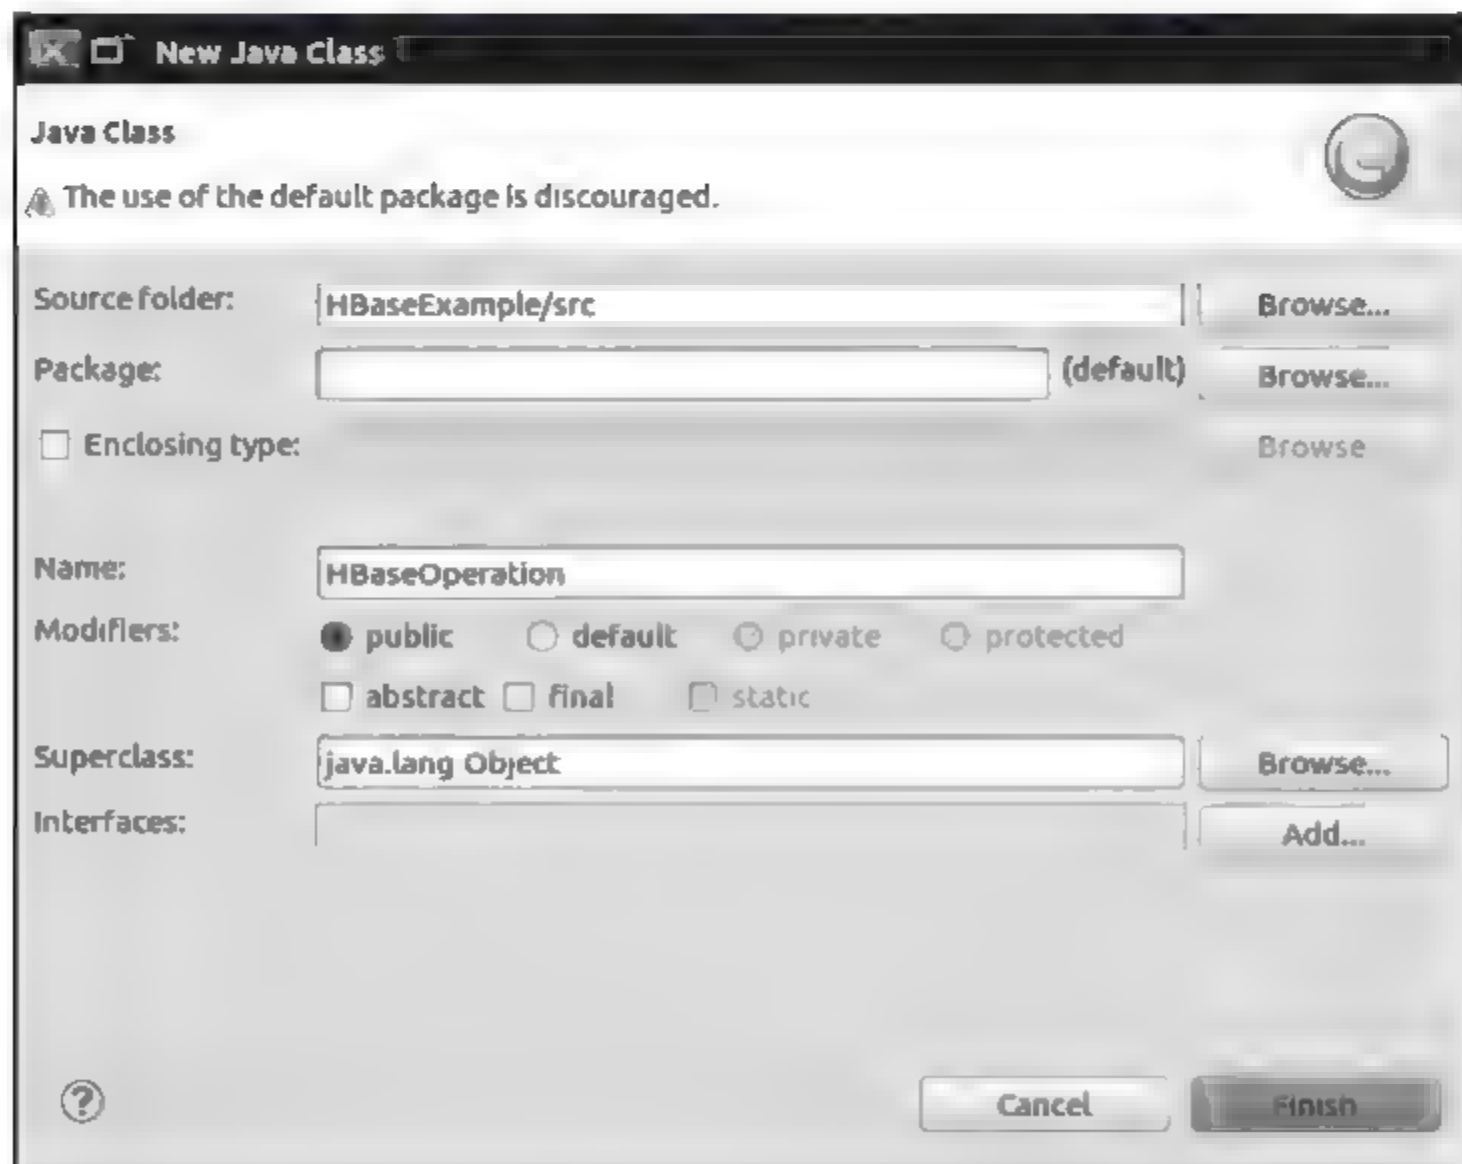 New Java Class
Java Class
The use of the default package is discouraged.
Source folder: HBaseExample/src Browse...
Package: (default) Browse...
Enclosing type: Browse
Name: HBaseOperation
Modifiers: public default private protected
abstract final static
Superclass: java.lang Object Browse...
Interfaces: Add...
? Cancel Finish